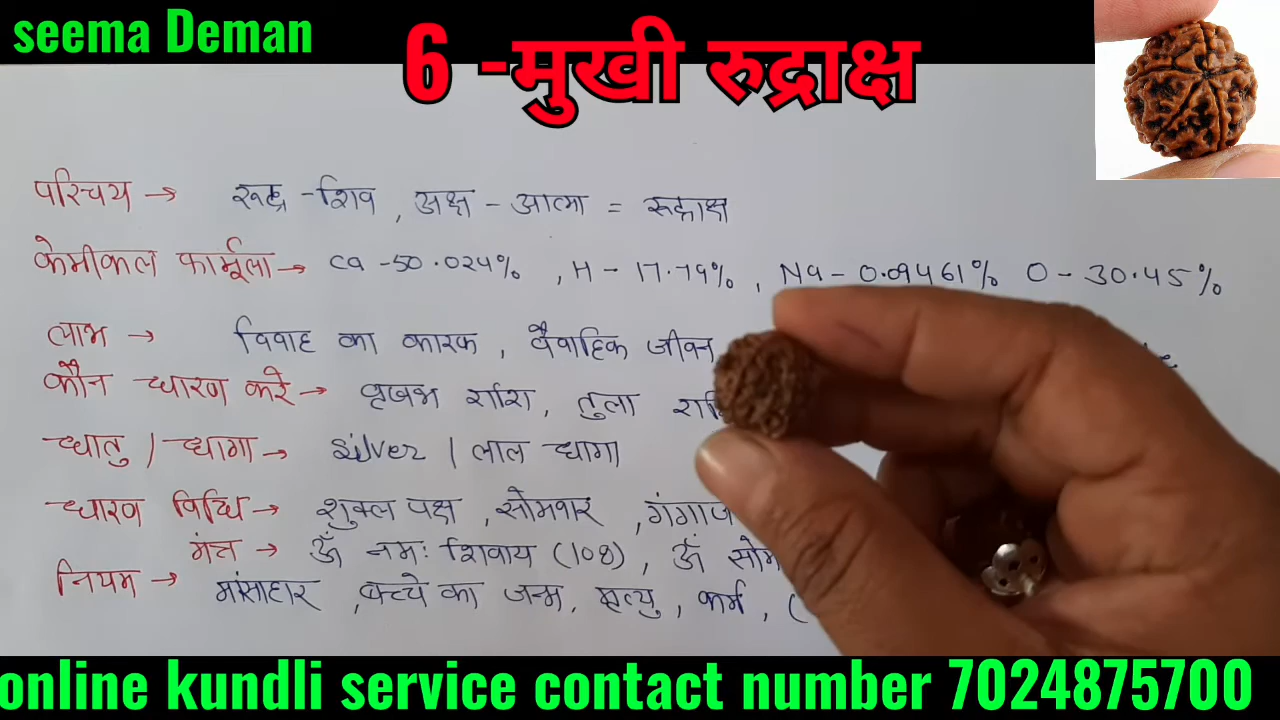 seema Deman
6 -मुखी रुद्राक्ष
परिचय → रूद्र -शिव , अक्ष - आत्मा = रूद्राक्ष
केमीकल फार्मूला → Ca -50.024% , H - 17.79% , Na - 0.09461% O - 30.45%
लाभ → विवाह का कारक , वैवाहिक जीवन
कौन धारण करे → वृषभ राशि, तुला
धातु / धागा → Silver / लाल धागा
धारण विधि → शुक्ल पक्ष , सोमवार ,
मंत्र → ॐ नमः शिवाय (108) , ॐ
नियम → मांसाहार , बच्चे का जन्म , मृत्यु , कर्म , (
online kundli service contact number 7024875700